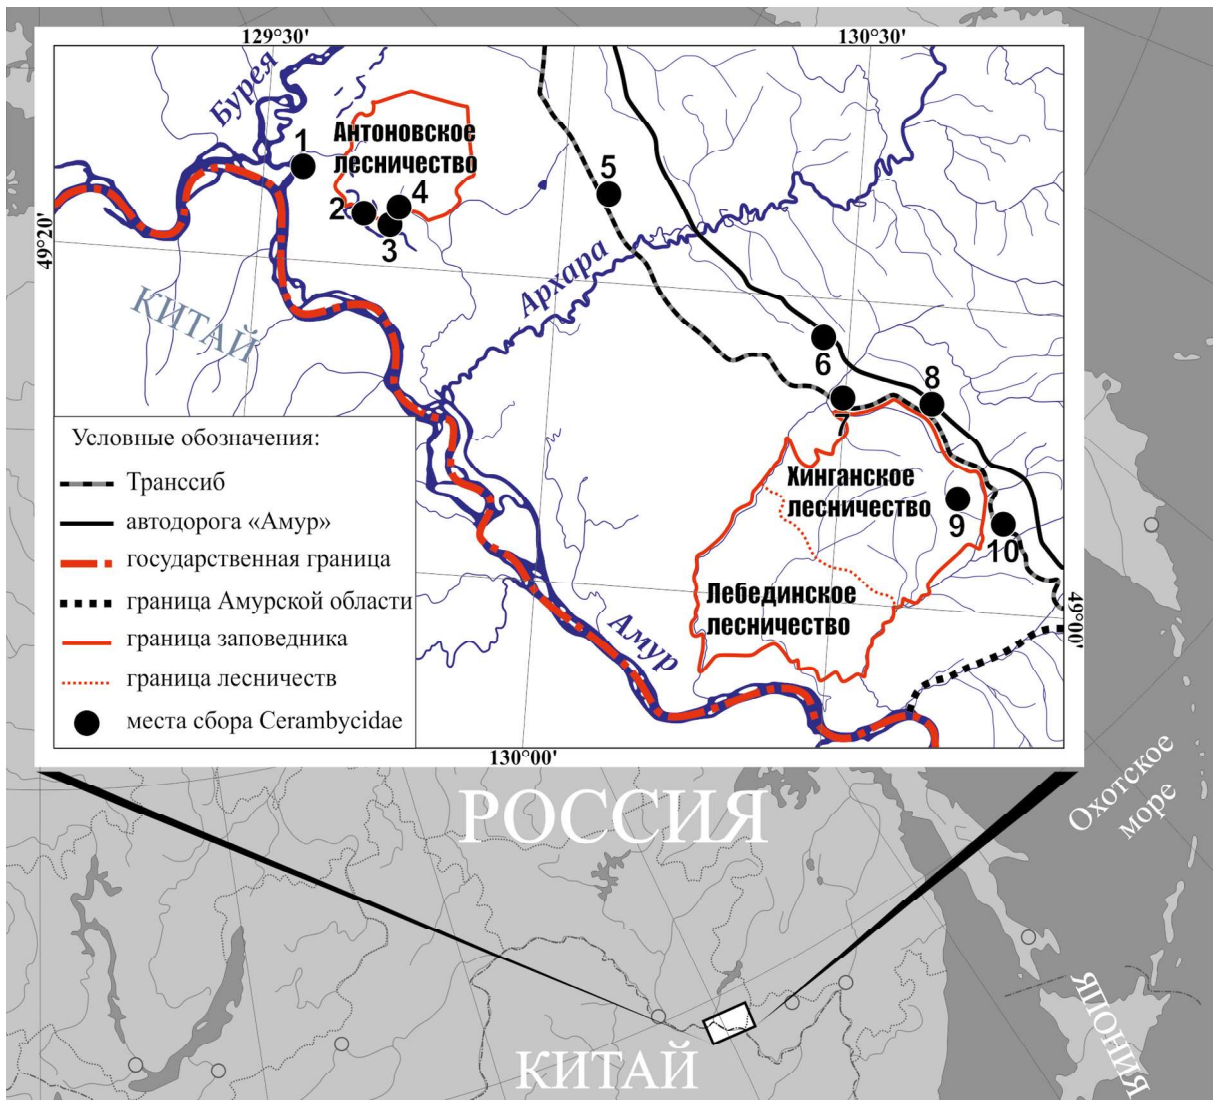 129°30'
130°30'
Бурея
1
Антоновское
лесничество
5
2
4
3
49°20'
Архара
КИТАЙ
6
8
7
Условные обозначения:
Транссиб
автодорога «Амур»
государственная граница
граница Амурской области
граница заповедника
граница лесничеств
места сбора Cerambycidae
Хинганское
лесничество
9
10
Лебединское
лесничество
49°00'
Амур
130°00'
РОССИЯ
Охотское
море
ЯПОНИЯ
КИТАЙ